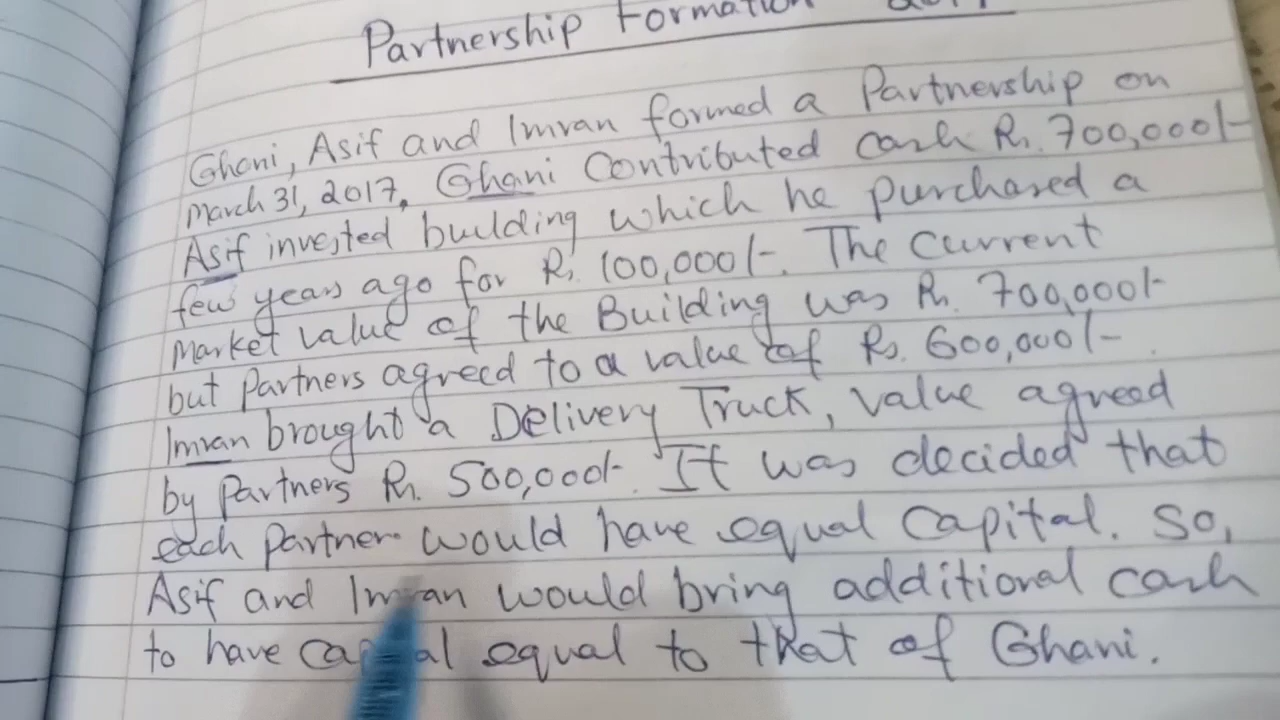 Partnership Formation
Ghani, Asif and Imran formed a Partnership on
March 31, 2017. Ghani Contributed cash Rs. 700,000/-
Asif invested building which he purchased a
few years ago for Rs. 100,000/-. The Current
Market value of the Building was Rs. 700,000/-
but Partners agreed to a value of Rs. 600,000/-.
Imran brought a Delivery Truck, value agreed
by Partners Rs. 500,000/-. It was decided that
each Partner would have equal Capital. So,
Asif and Imran would bring additional cash
to have capital equal to that of Ghani.